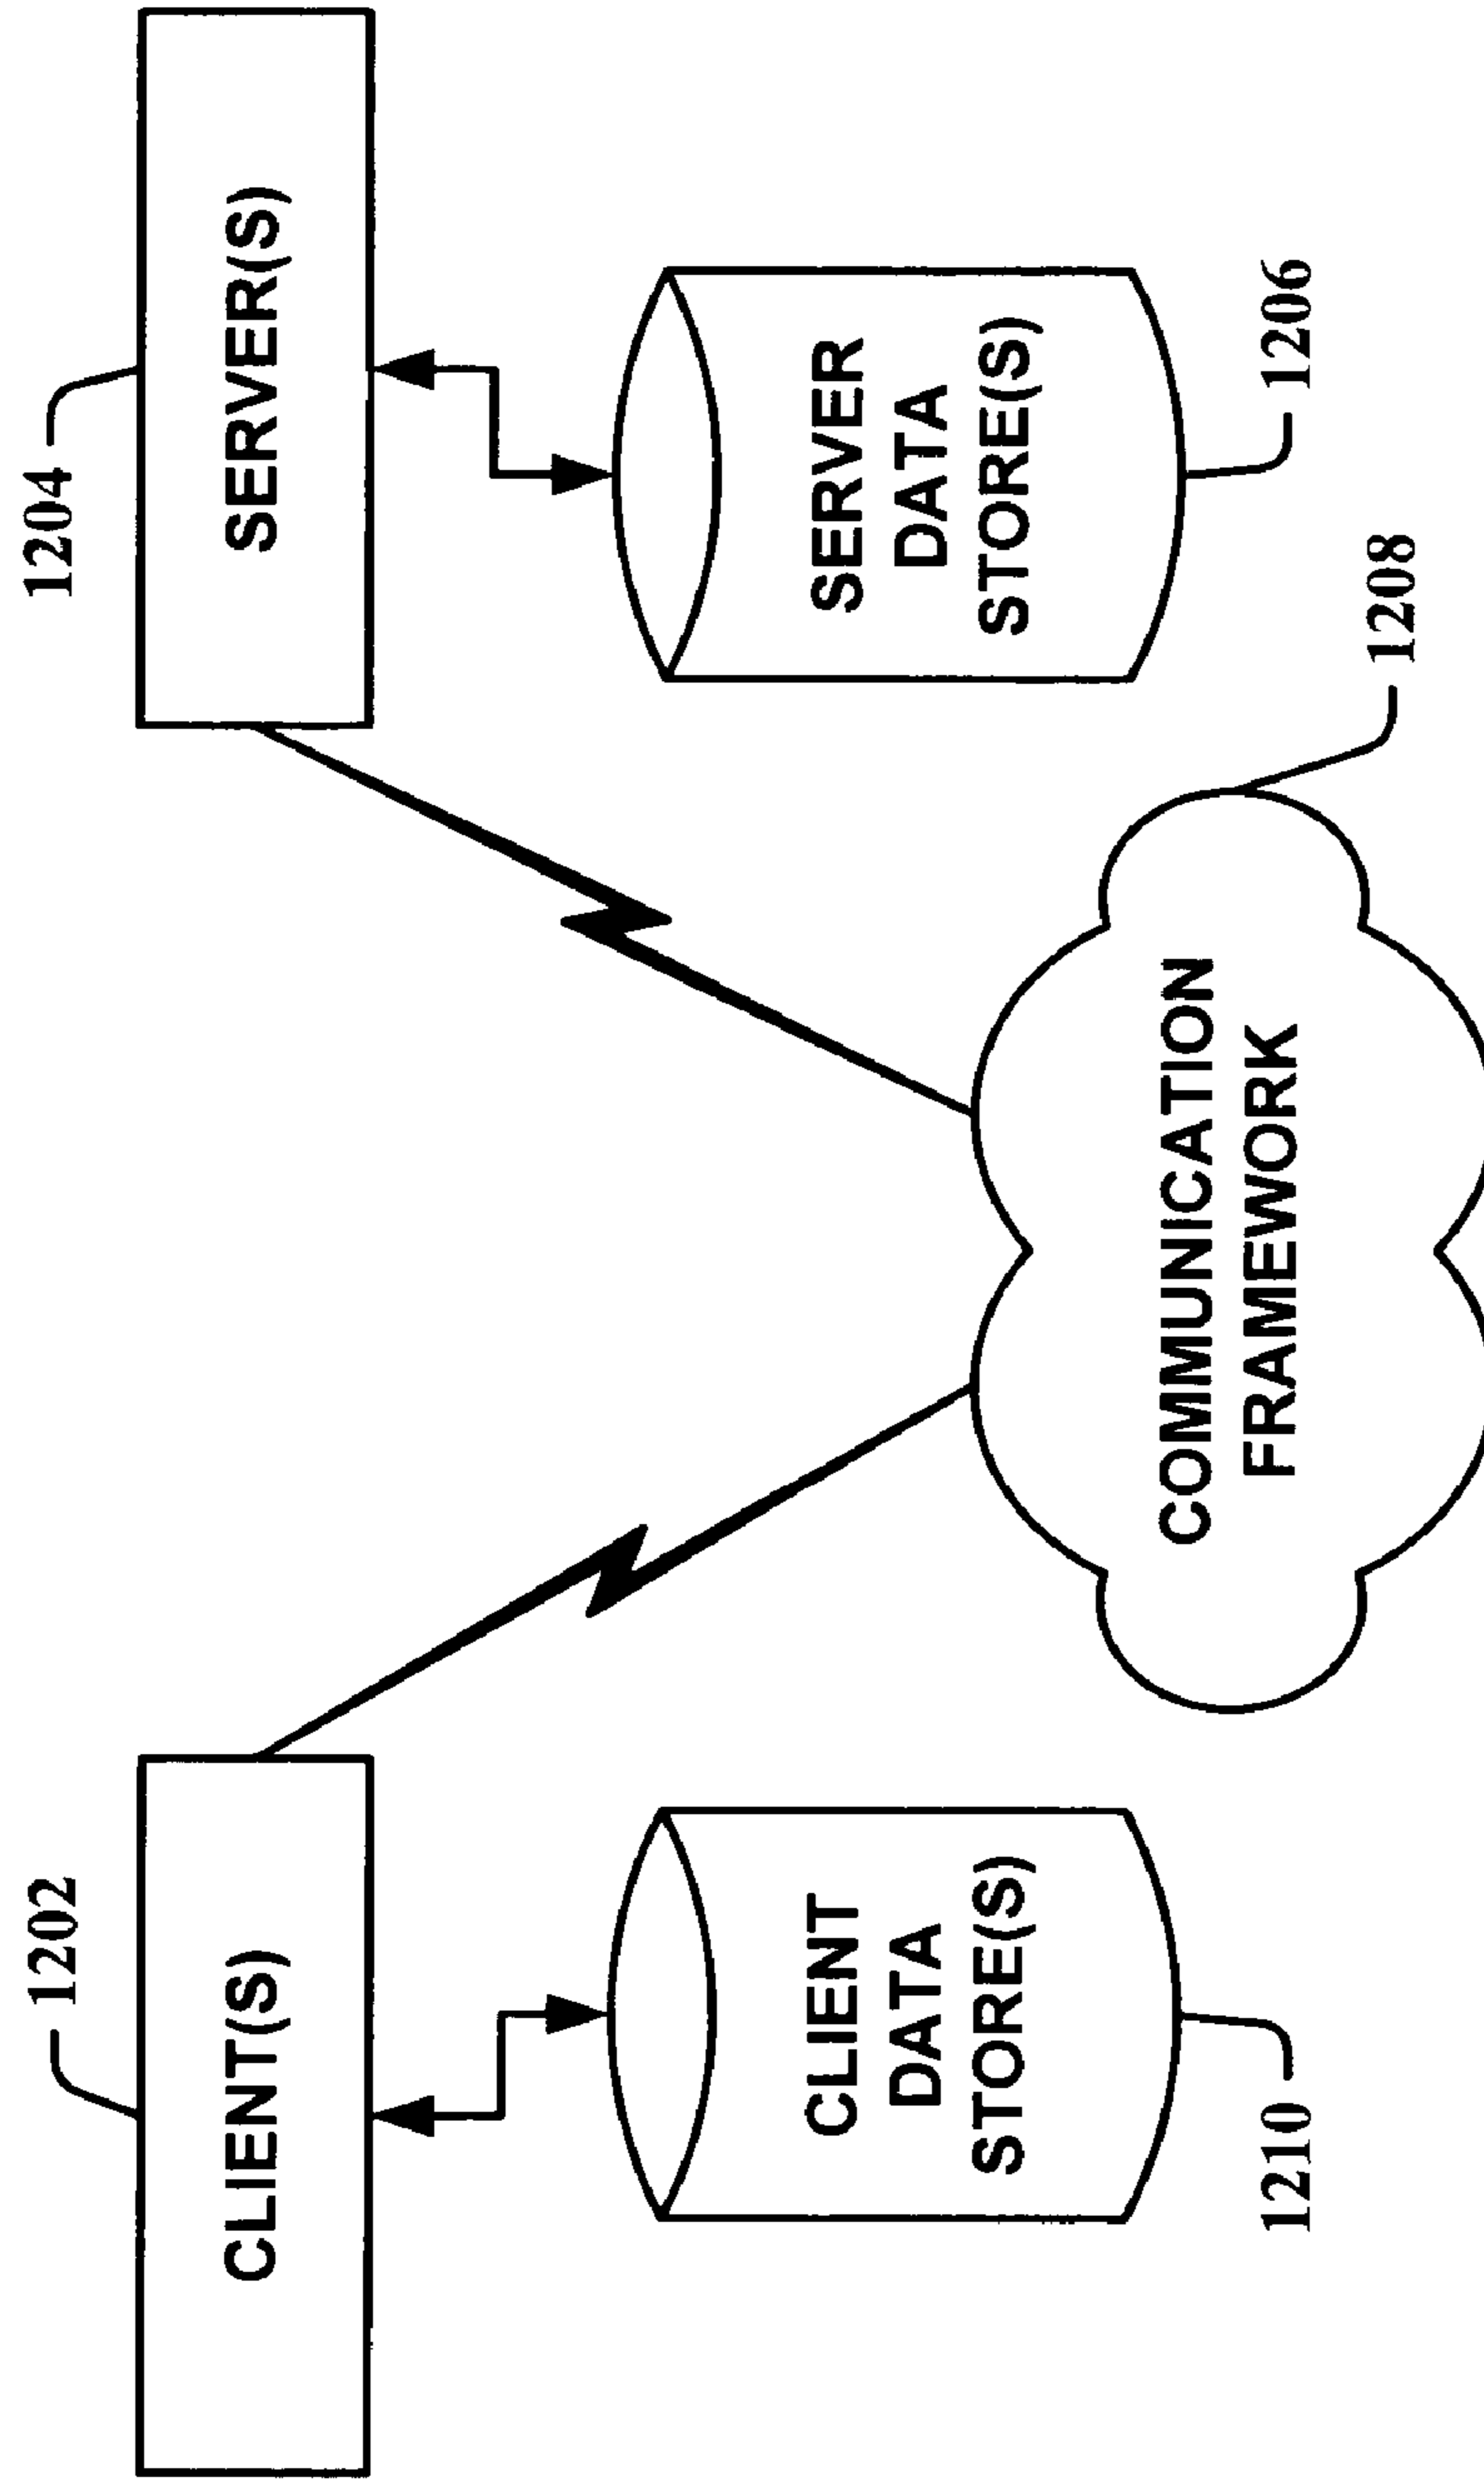 1202
1204
CLIENT(S)
SERVER(S)
CLIENT
DATA
STORE(S)
SERVER
DATA
STORE(S)
1210
1206
COMMUNICATION
FRAMEWORK
1208